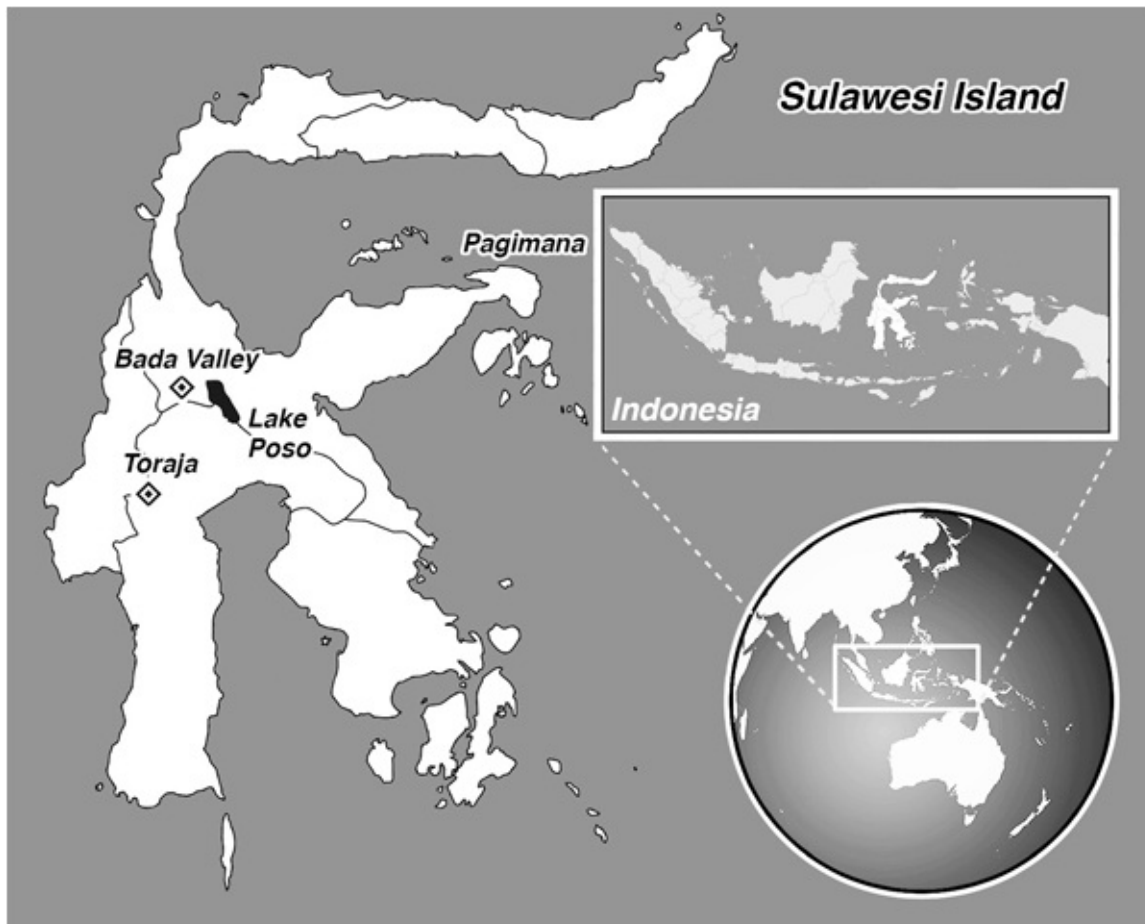 Sulawesi Island
Pagimana
Bada Valley
Lake
Poso
Toraja
Indonesia